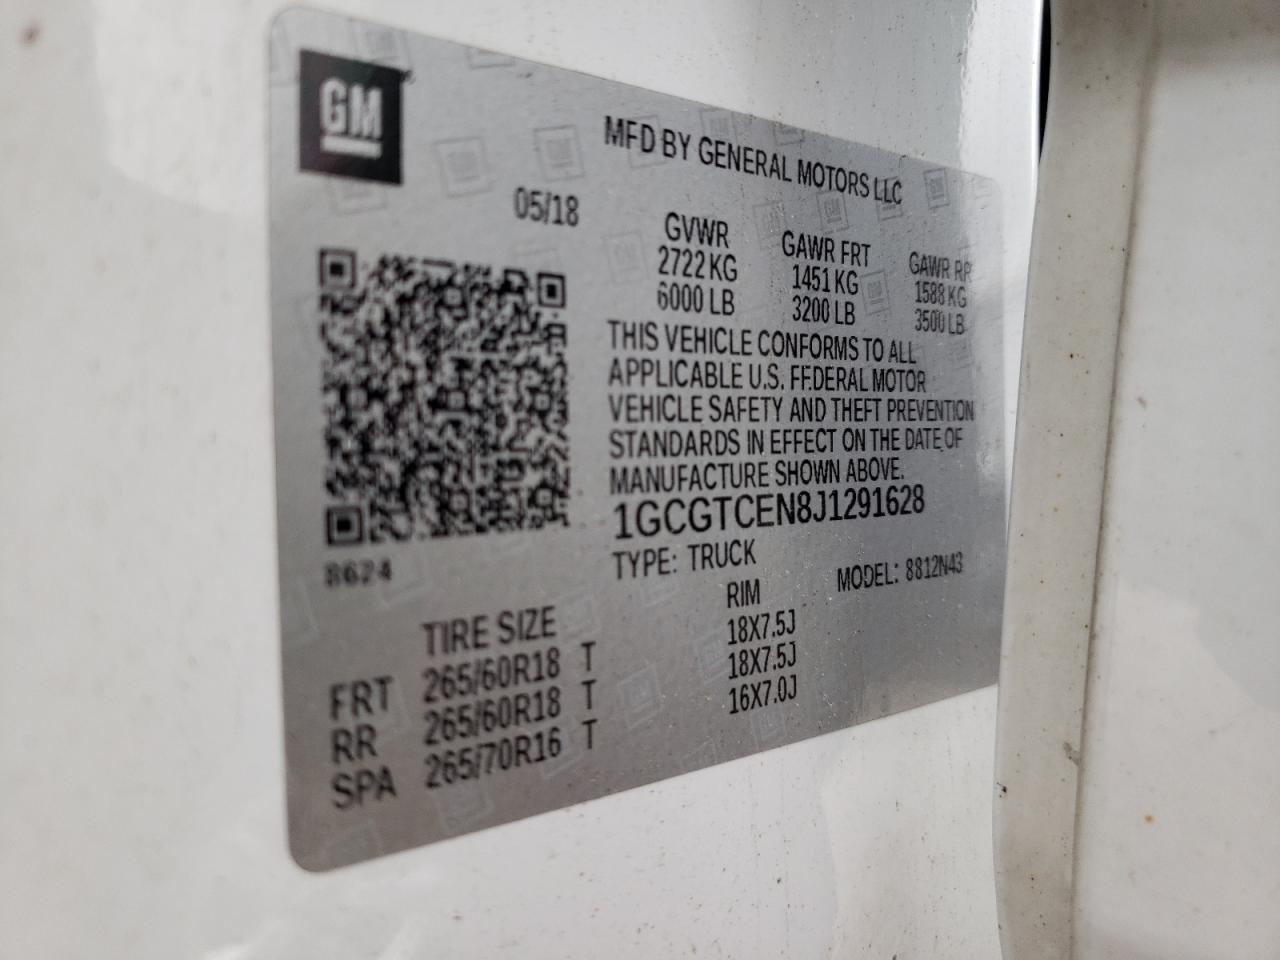 GM
MFD BY GENERAL MOTORS LLC
05/18
GVWR GAWR FRT GAWR RR
2722 KG 1451 KG 1588 KG
6000 LB 3200 LB 3500 LB
THIS VEHICLE CONFORMS TO ALL
APPLICABLE U.S. FEDERAL MOTOR
VEHICLE SAFETY AND THEFT PREVENTION
STANDARDS IN EFFECT ON THE DATE OF
MANUFACTURE SHOWN ABOVE.
1GCGTCEN8J1291628
8624
TYPE: TRUCK MODEL: 8812N43
TIRE SIZE RIM
FRT 265/60R18 T 18X7.5J
RR 265/60R18 T 18X7.5J
SPA 265/70R16 T 16X7.0J